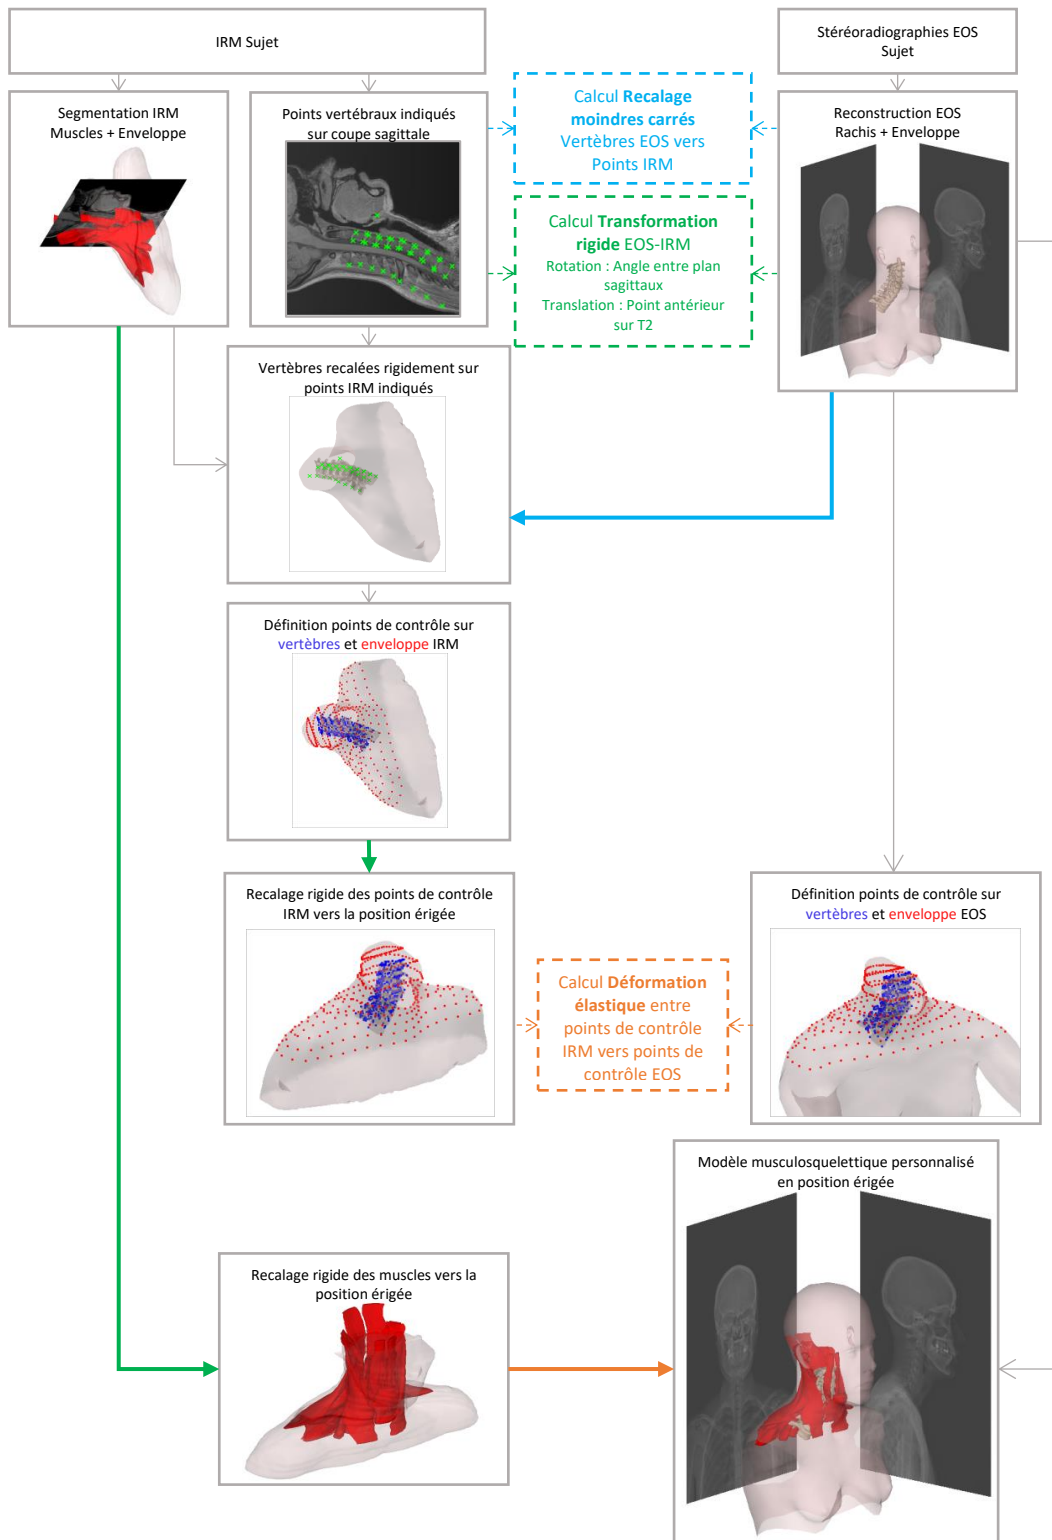 IRM Sujet
Stéréoradiographies EOS
Sujet
Segmentation IRM
Muscles + Enveloppe
Points vertébraux indiqués
sur coupe sagittale
Calcul Recalage
moindres carrés
Vertèbres EOS vers
Points IRM
Reconstruction EOS
Rachis + Enveloppe
Calcul Transformation
rigide EOS-IRM
Rotation : Angle entre plan
sagittaux
Translation : Point antérieur
sur T2
Vertèbres recalées rigidement sur
points IRM indiqués
Définition points de contrôle sur
vertèbres et enveloppe IRM
Recalage rigide des points de contrôle
IRM vers la position érigée
Définition points de contrôle sur
vertèbres et enveloppe EOS
Calcul Déformation
élastique entre
points de contrôle
IRM vers points de
contrôle EOS
Modèle musculosquelettique personnalisé
en position érigée
Recalage rigide des muscles vers la
position érigée